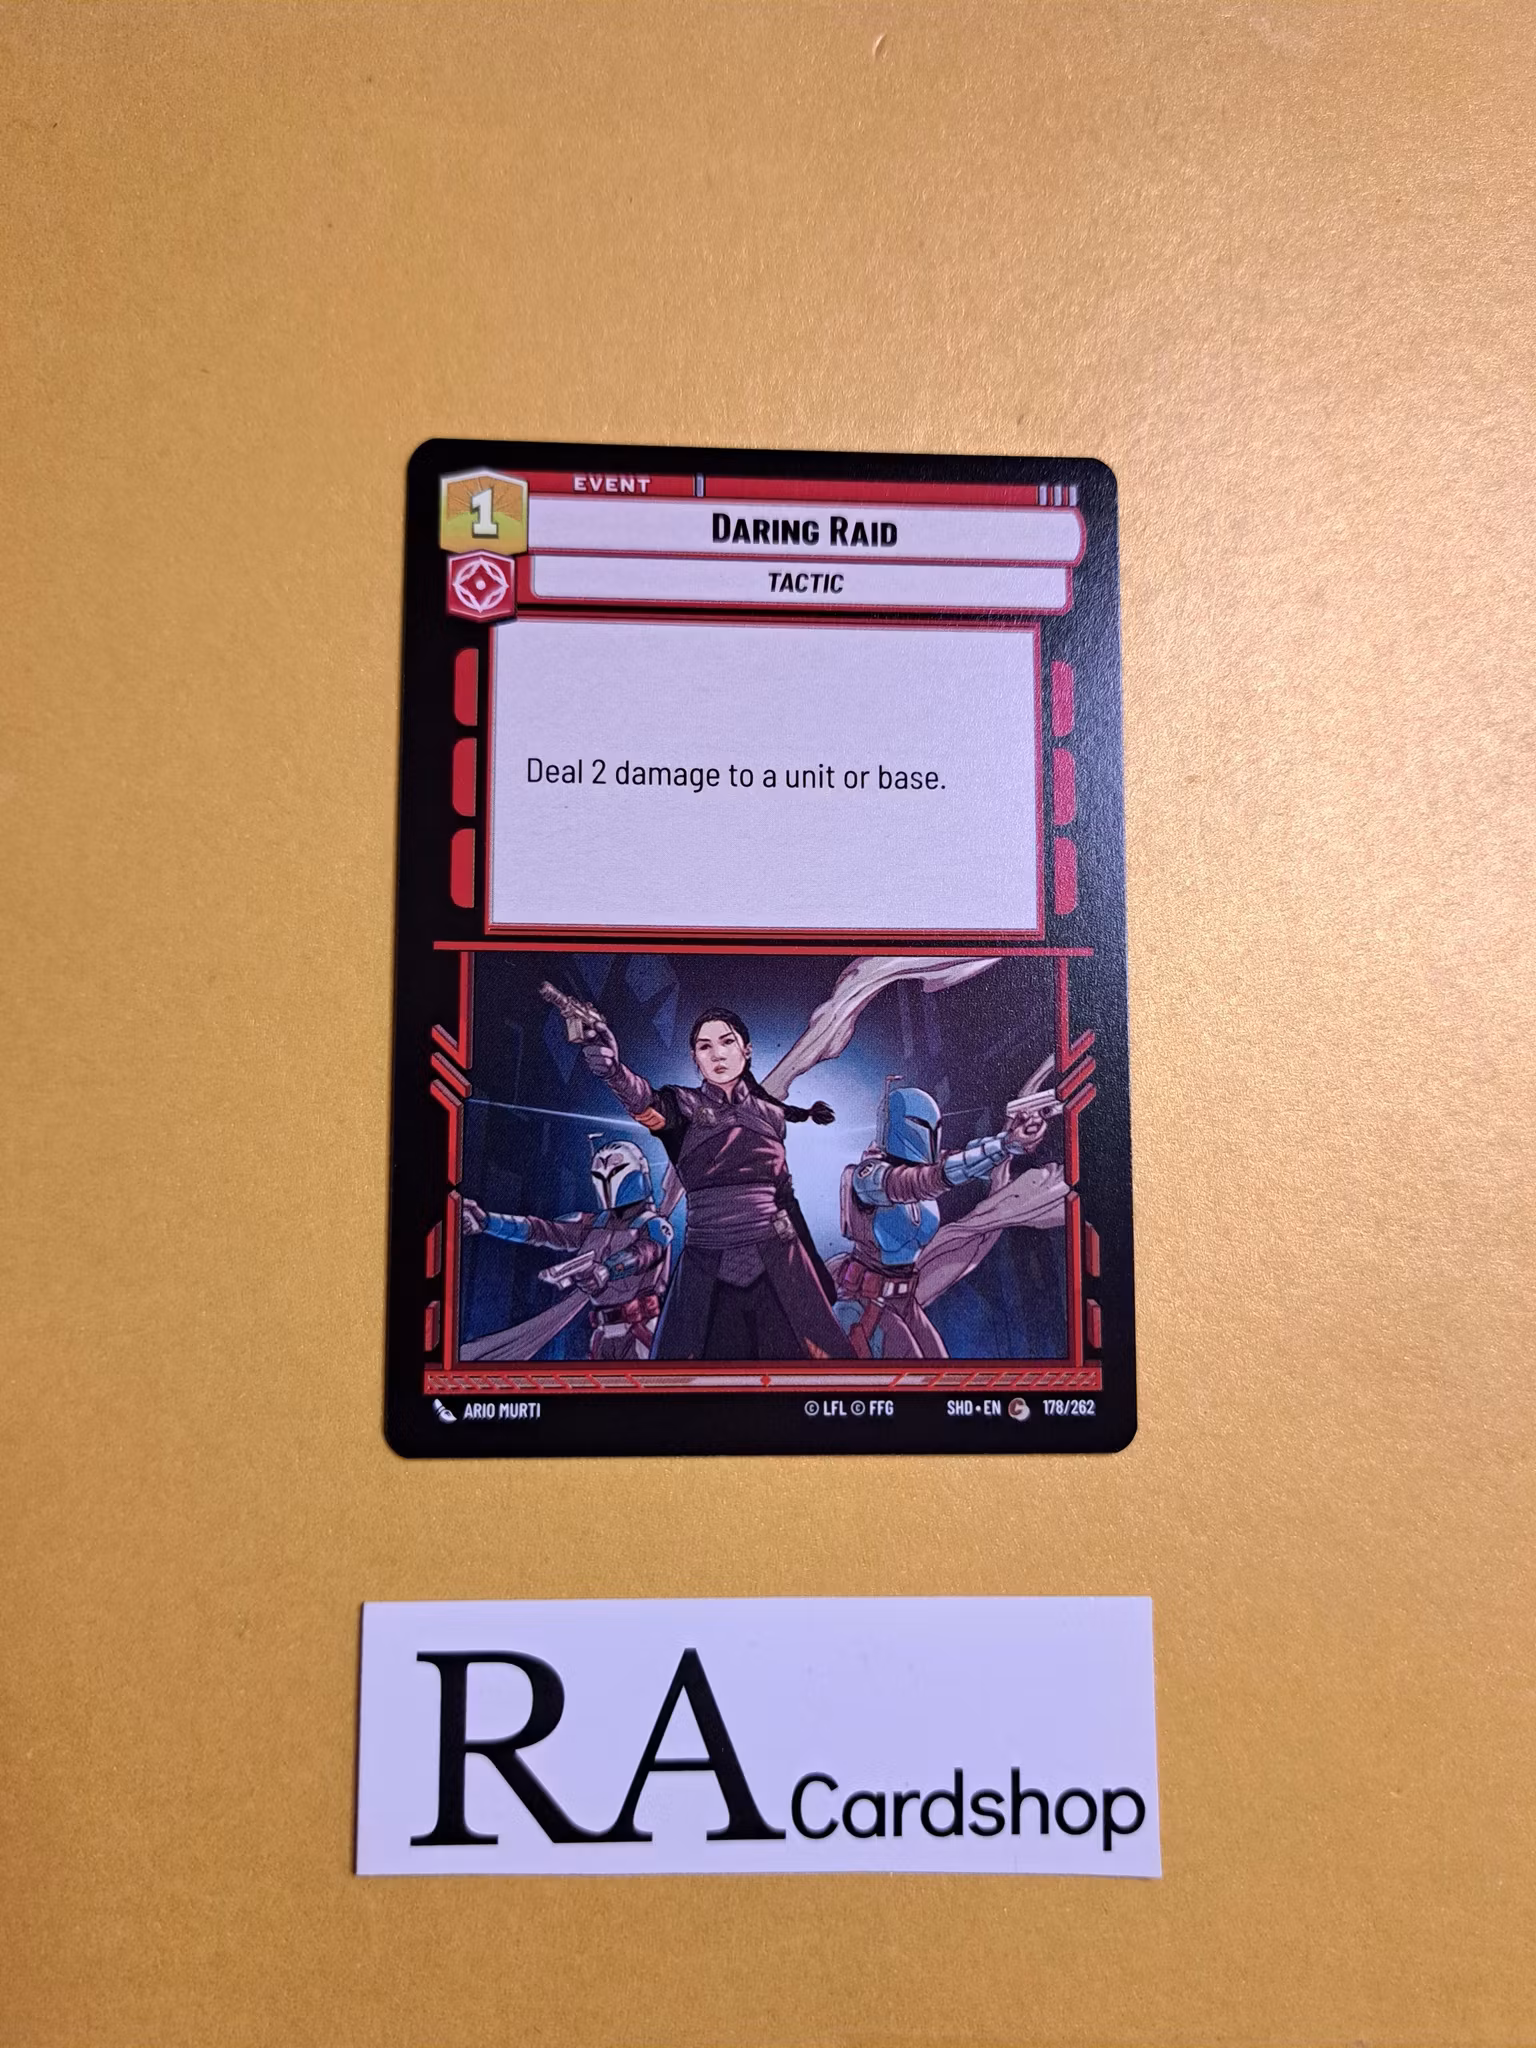 EVENT
1
DARING RAID
TACTIC
Deal 2 damage to a unit or base.
ARIO MURTI © LFL © FFG SHD • EN C 178/262
RA Cardshop